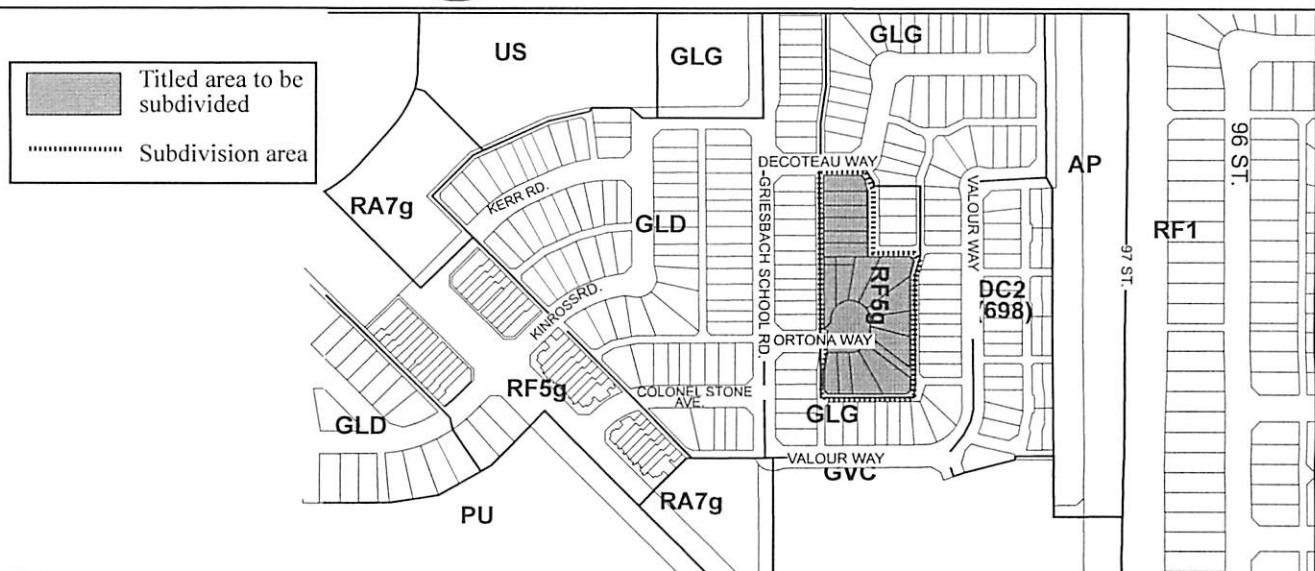 Titled area to be
subdivided
Subdivision area
US
GLG
GLG
RA7g
KERR RD.
GLD
DECOTEAU WAY
GRIESBACH SCHOOL RD.
VALOUR WAY
AP
97 ST.
RF1
96 ST.
RF5g
DC2
(698)
KINROSS RD.
ORTONA WAY
RF5g
COLONEL STONE
AVE.
GLG
GLD
VALOUR WAY
GVC
RA7g
PU